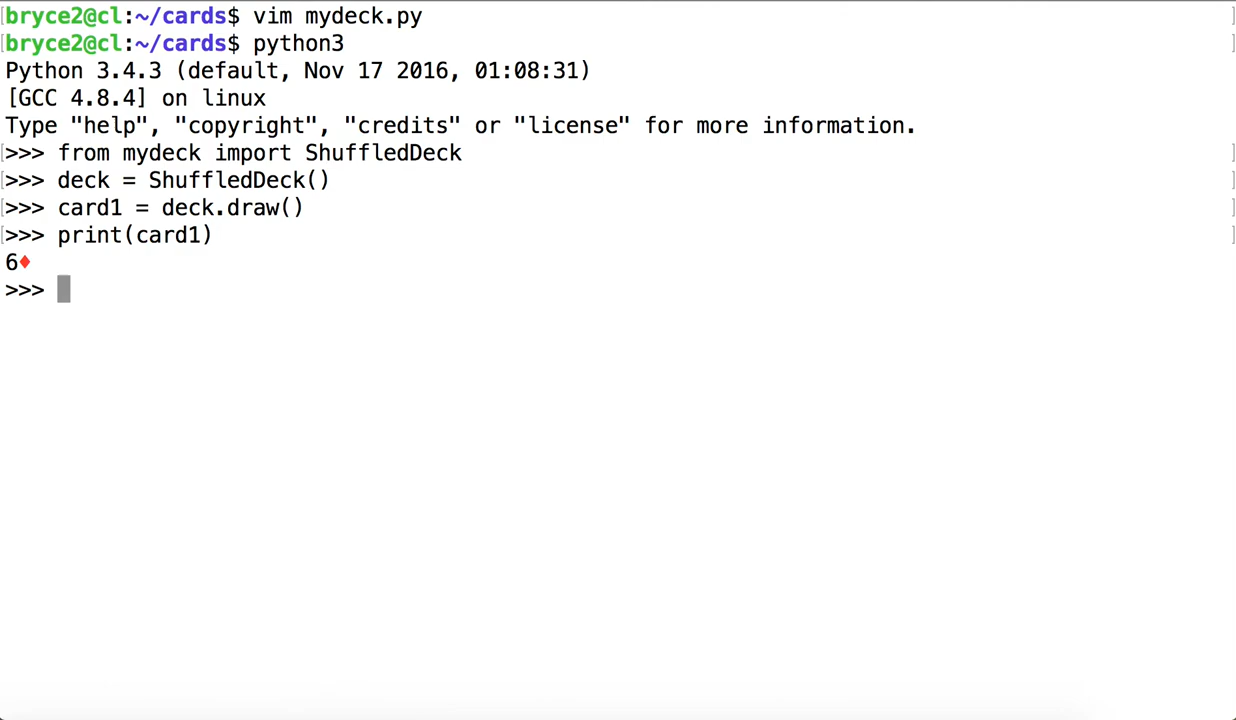 bryce2@cl:~/cards$ vim mydeck.py
bryce2@cl:~/cards$ python3
Python 3.4.3 (default, Nov 17 2016, 01:08:31)
[GCC 4.8.4] on linux
Type "help", "copyright", "credits" or "license" for more information.
>>> from mydeck import ShuffledDeck
>>> deck = ShuffledDeck()
>>> card1 = deck.draw()
>>> print(card1)
6♦
>>>